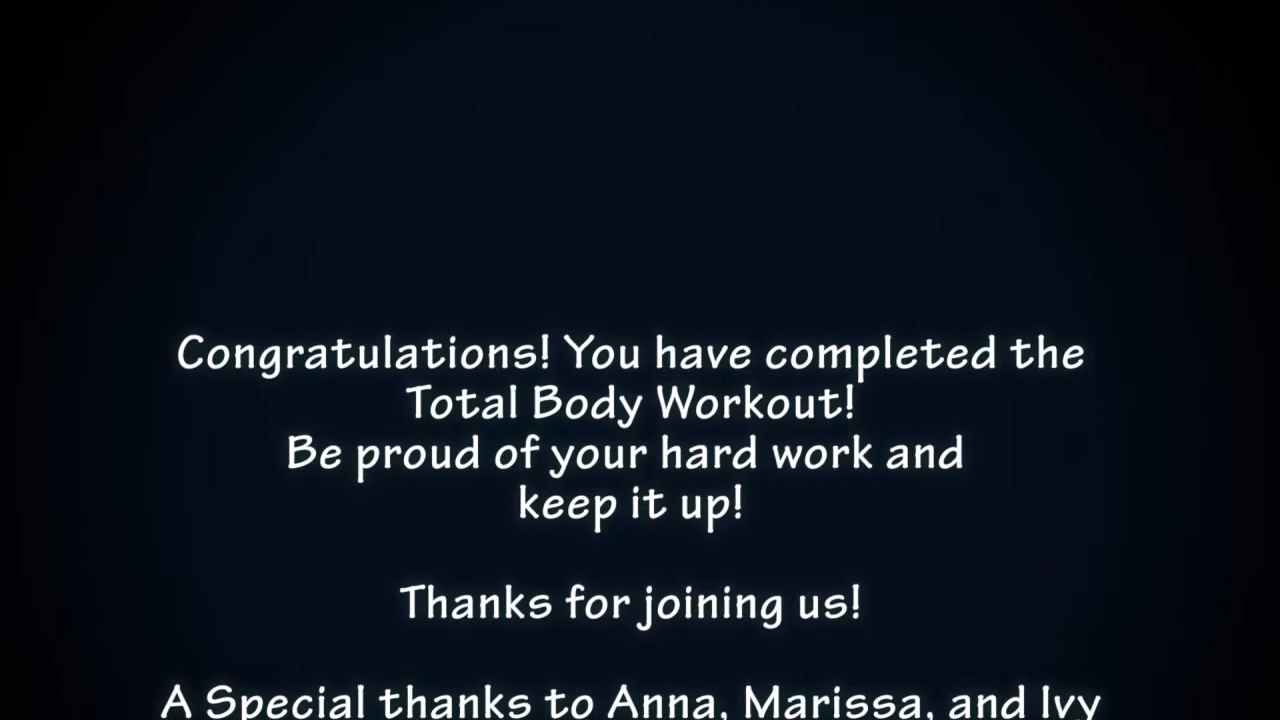 Congratulations! You have completed the
Total Body Workout!
Be proud of your hard work and
keep it up!
Thanks for joining us!
A Special thanks to Anna, Marissa, and Ivy